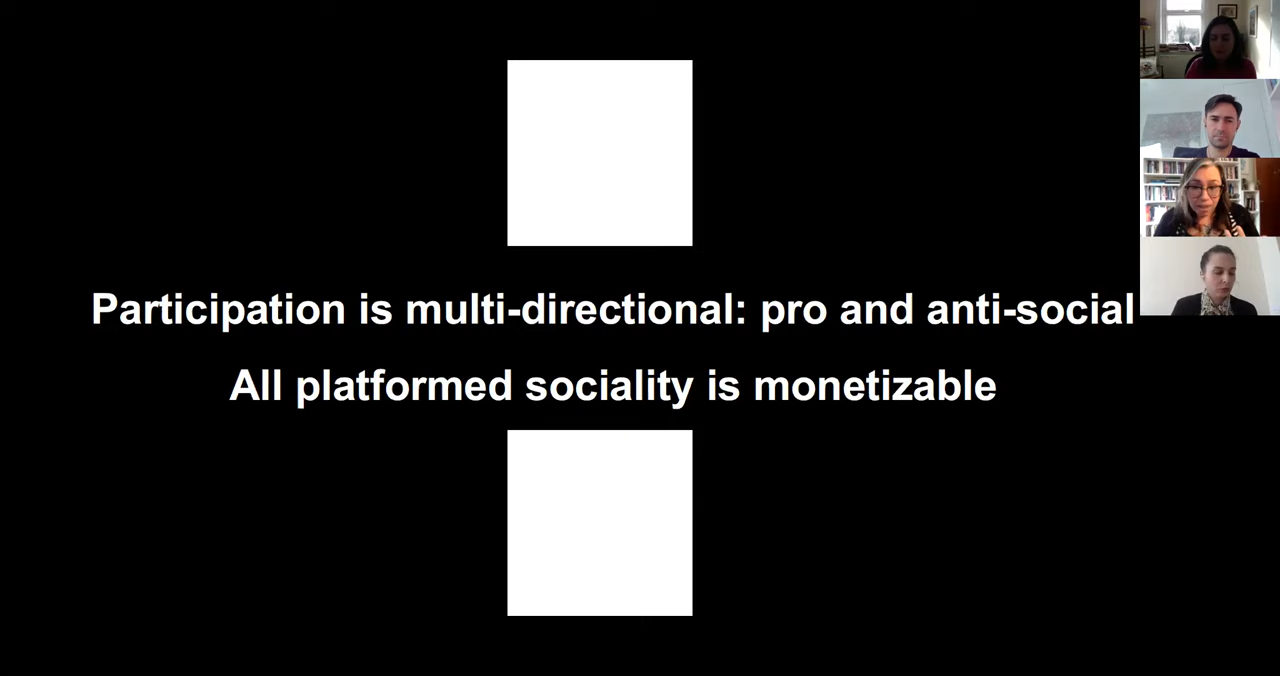 Participation is multi-directional: pro and anti-social
All platformed sociality is monetizable